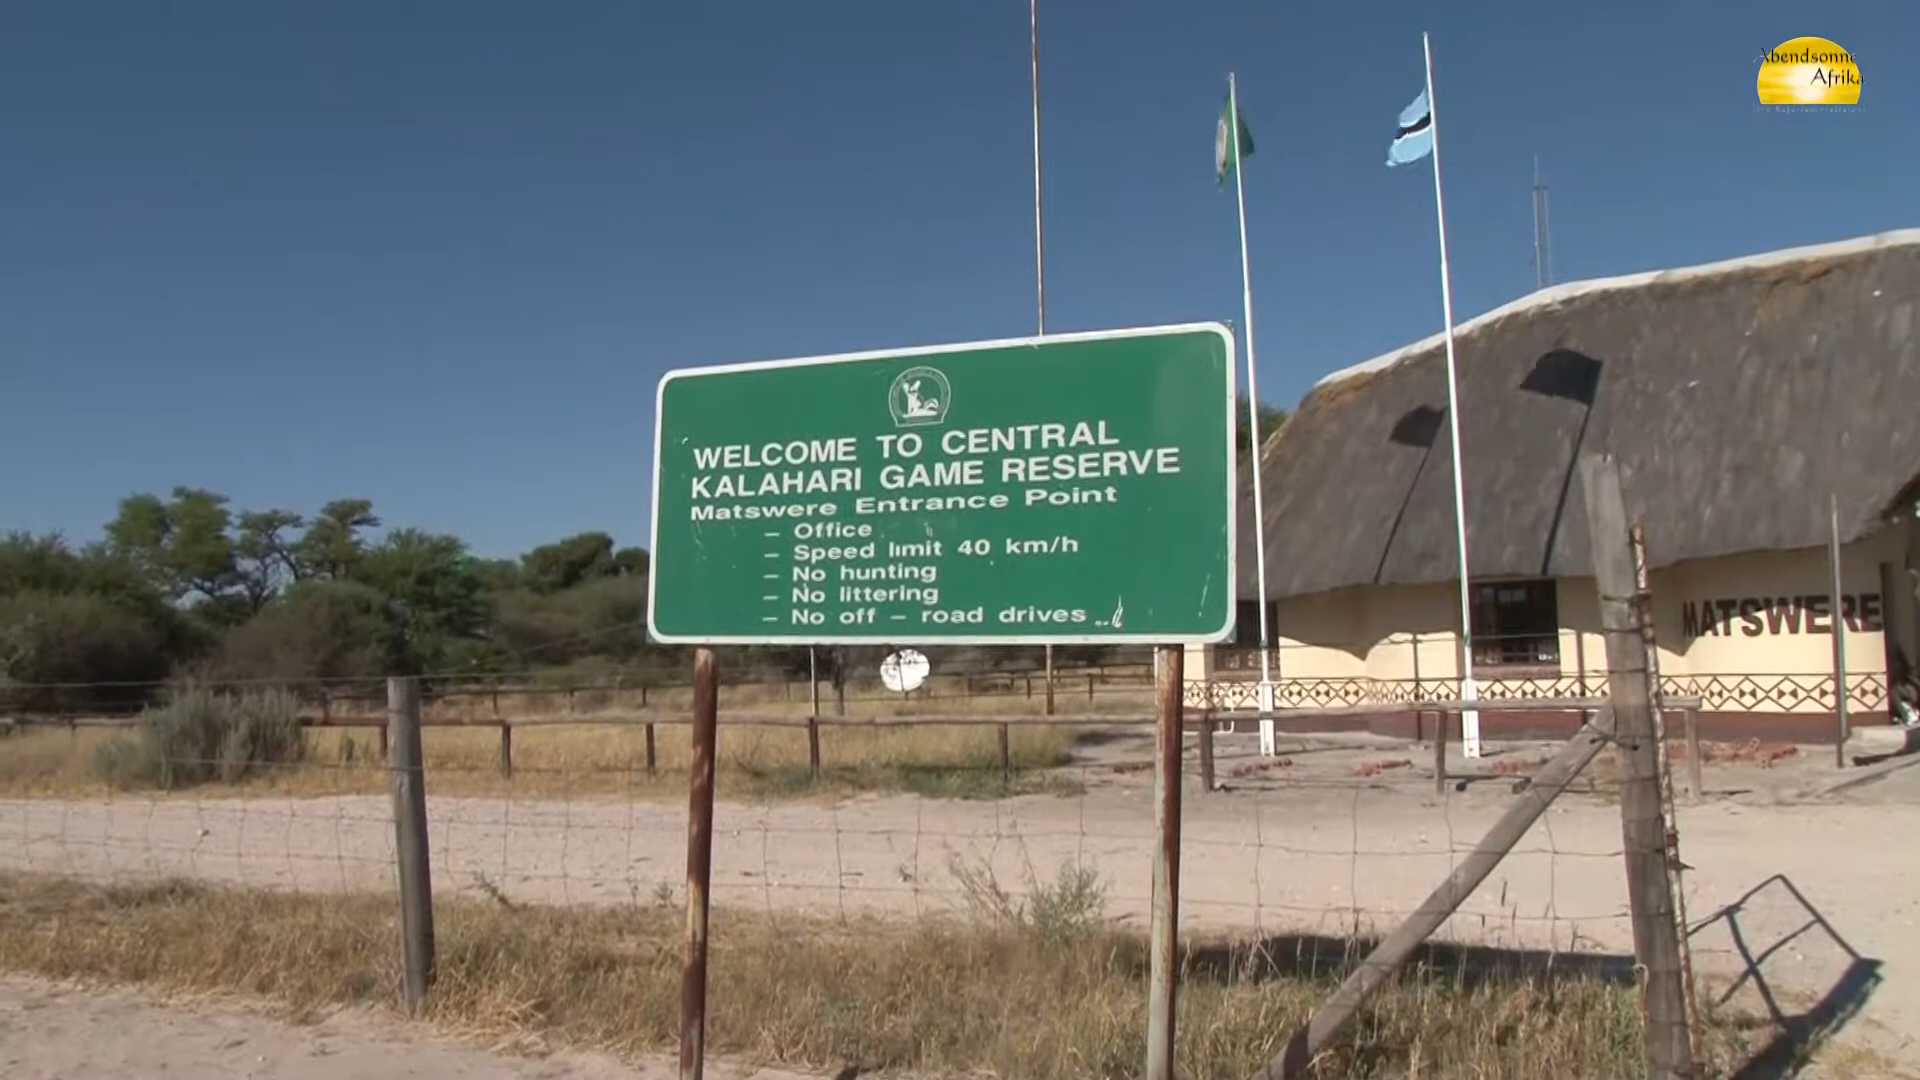 Abendsonne
Afrika
WELCOME TO CENTRAL
KALAHARI GAME RESERVE
Matswere Entrance Point
– Office
– Speed limit 40 km/h
– No hunting
– No littering
– No off – road drives
MATSWERE